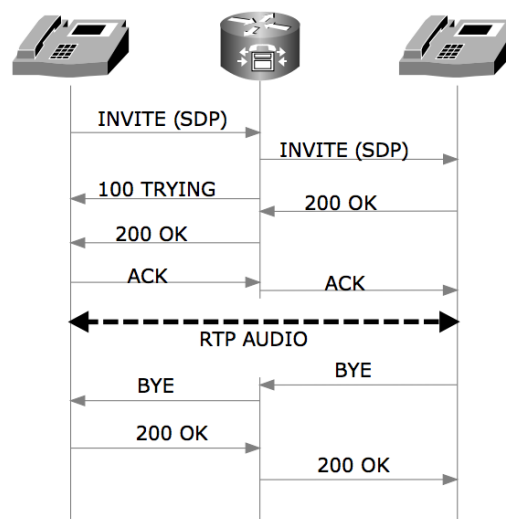 INVITE (SDP)
INVITE (SDP)
100 TRYING
200 OK
200 OK
ACK
ACK
RTP AUDIO
BYE
BYE
200 OK
200 OK